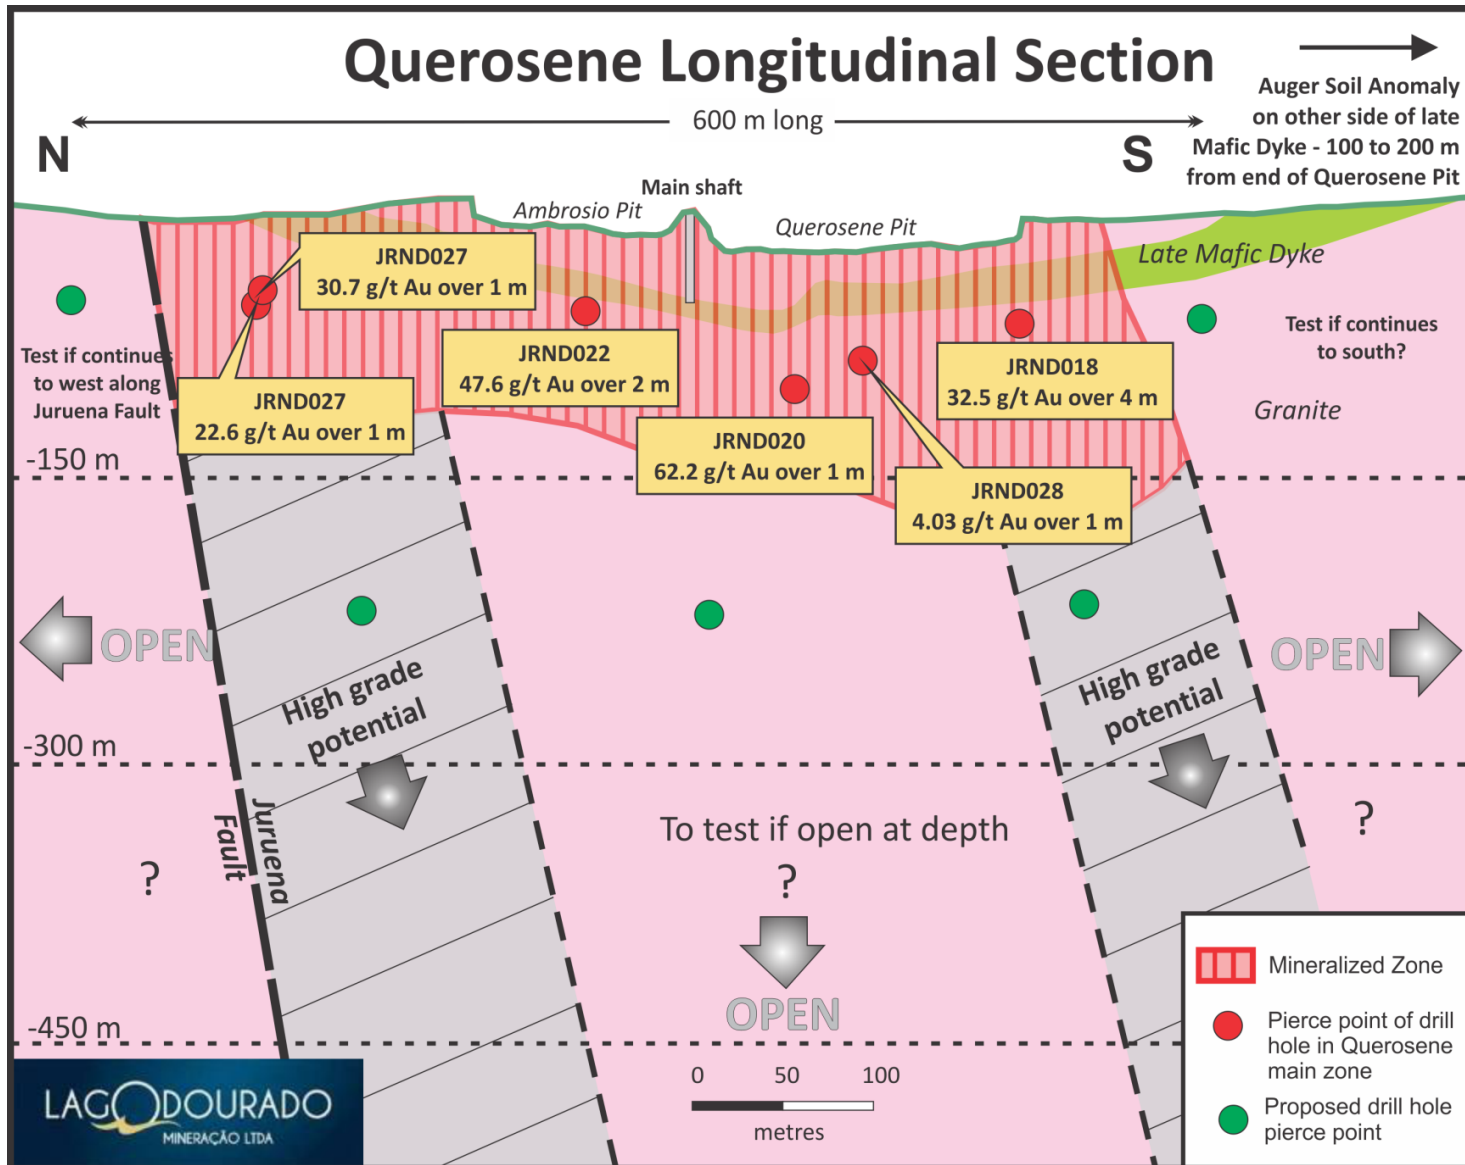 Querosene Longitudinal Section
Auger Soil Anomaly
on other side of late
Mafic Dyke - 100 to 200 m
from end of Querosene Pit
600 m long
N
S
Main shaft
Ambrosio Pit
Querosene Pit
Late Mafic Dyke
JRND027
30.7 g/t Au over 1 m
Test if continues
to west along
Juruena Fault
JRND022
47.6 g/t Au over 2 m
JRND018
32.5 g/t Au over 4 m
Test if continues
to south?
Granite
JRND027
22.6 g/t Au over 1 m
JRND020
62.2 g/t Au over 1 m
JRND028
4.03 g/t Au over 1 m
-150 m
OPEN
OPEN
High grade
potential
High grade
potential
-300 m
Juruena
Fault
To test if open at depth
?
?
?
OPEN
-450 m
0 50 100
metres
Mineralized Zone
Pierce point of drill
hole in Querosene
main zone
Proposed drill hole
pierce point
LAGODOURADO
MINERAÇÃO LTDA